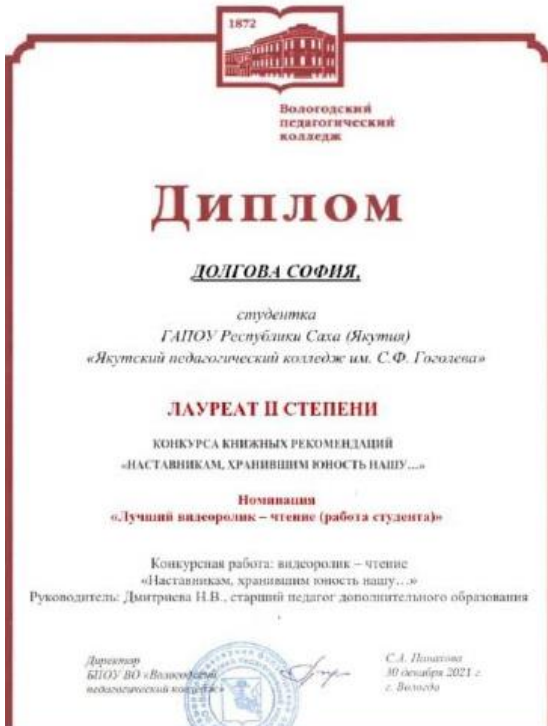 1872
Вологодский
педагогический
колледж
Диплом
ДОЛГОВА СОФИЯ,
студентка
ГАПОУ Республики Саха (Якутия)
«Якутский педагогический колледж им. С.Ф. Гоголева»
ЛАУРЕАТ II СТЕПЕНИ
КОНКУРСА КНИЖНЫХ РЕКОМЕНДАЦИЙ
«НАСТАВНИКАМ, ХРАНИВШИМ ЮНОСТЬ НАШУ…»
Номинация
«Лучший видеоролик – чтение (работа студента)»
Конкурсная работа: видеоролик – чтение
«Наставникам, хранившим юность нашу…»
Руководитель: Дмитриева Н.В., старший педагог дополнительного образования
Директор
БПОУ ВО «Вологодский
педагогический колледж»
С.А. Папахова
30 декабря 2021 г.
г. Вологда